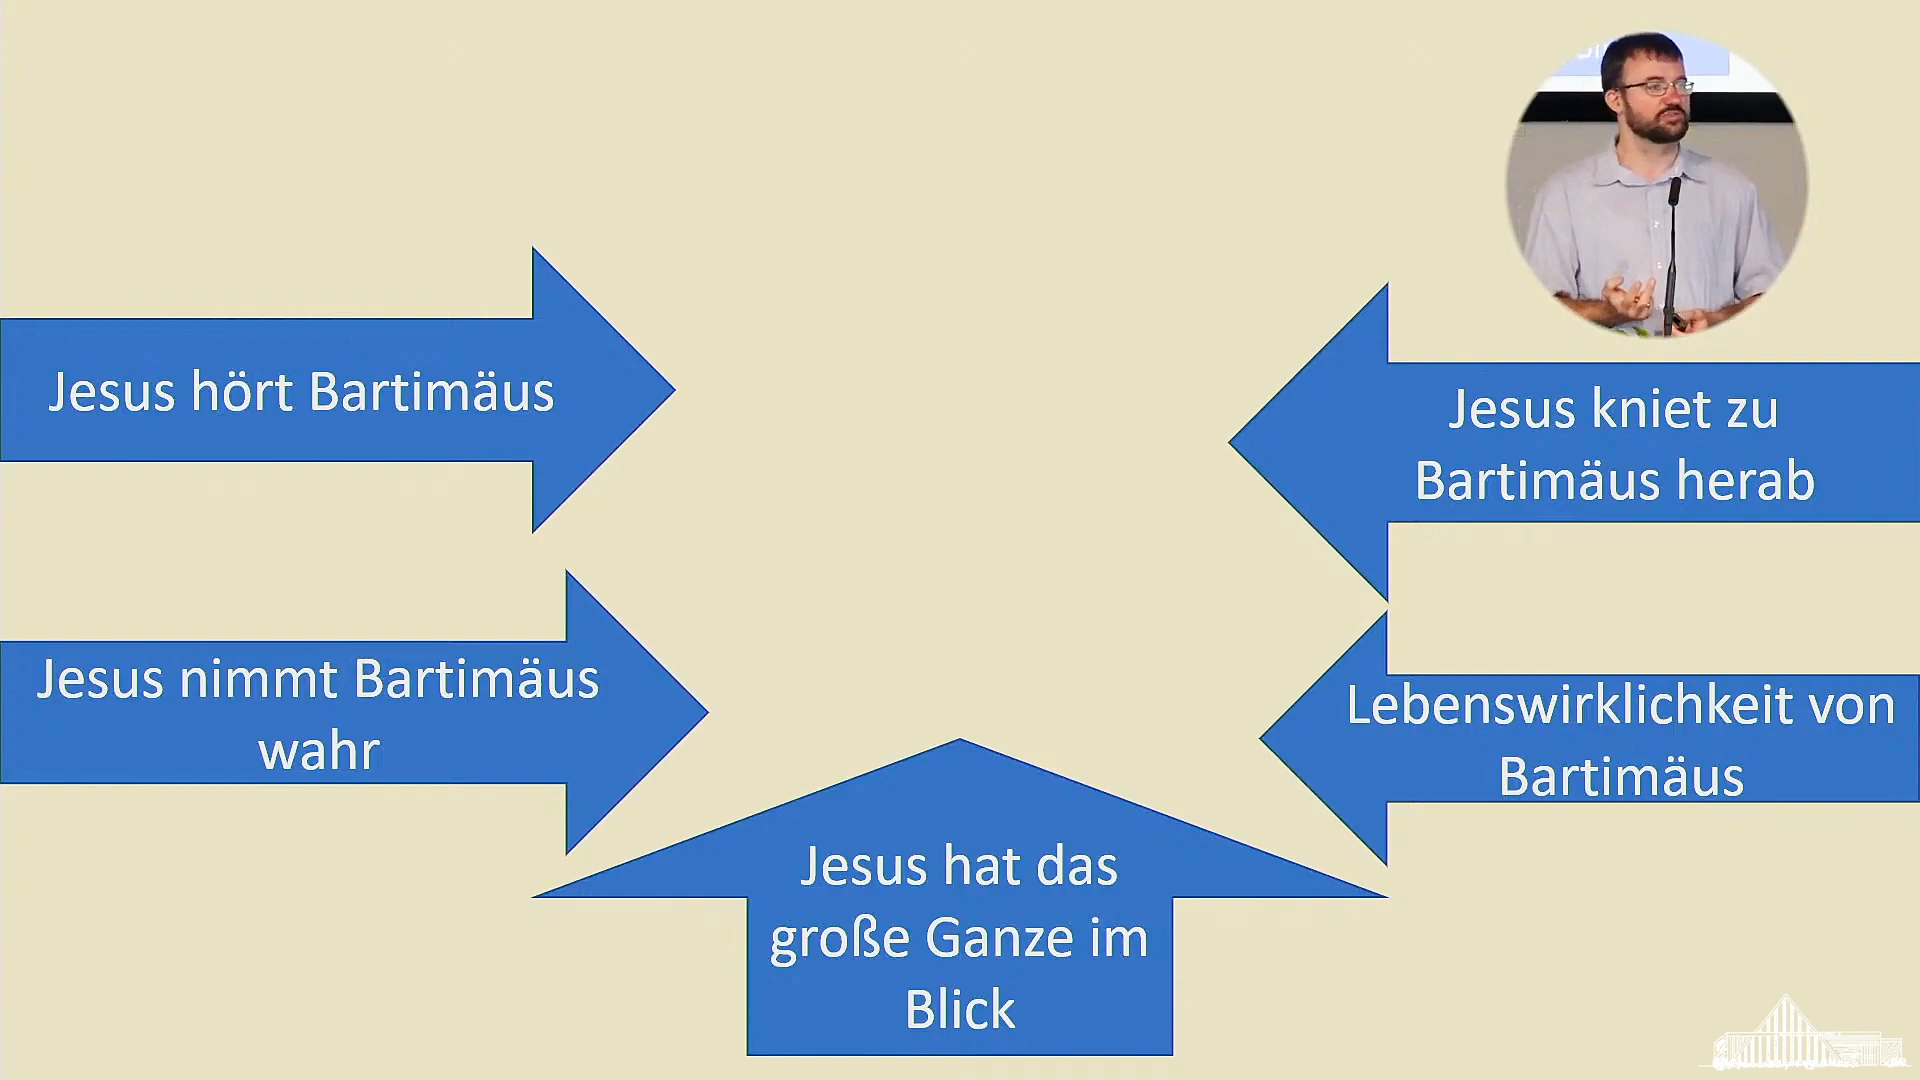 Jesus hört Bartimäus
Jesus kniet zu
Bartimäus herab
Jesus nimmt Bartimäus
wahr
Lebenswirklichkeit von
Bartimäus
Jesus hat das
große Ganze im
Blick